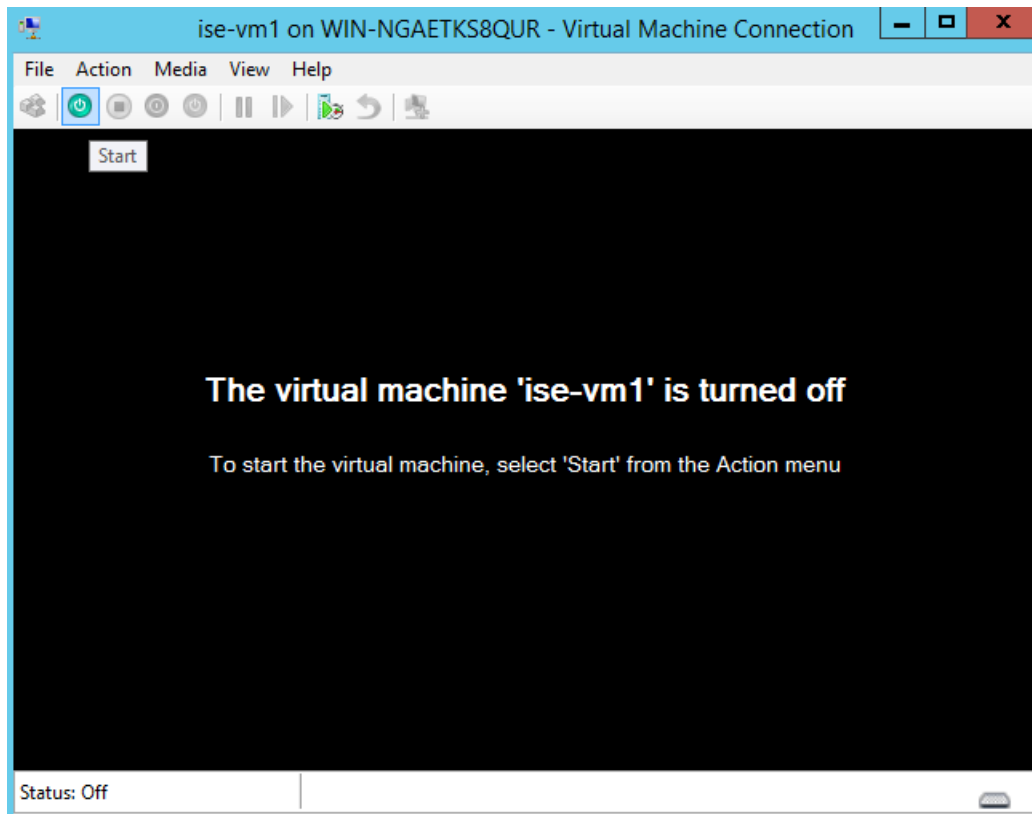 ise-vm1 on WIN-NGAETKS8QUR - Virtual Machine Connection
File Action Media View Help
Start
The virtual machine 'ise-vm1' is turned off
To start the virtual machine, select 'Start' from the Action menu
Status: Off